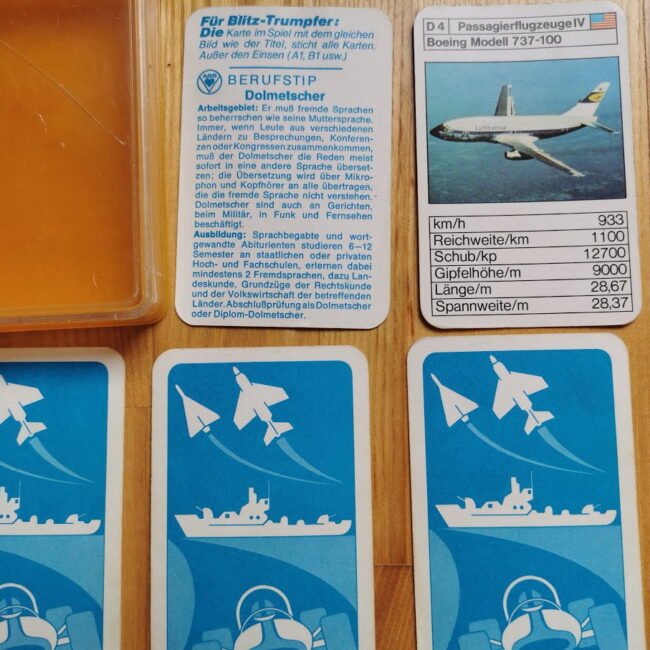 Für Blitz-Trumpfer:
Die Karte im Spiel mit dem gleichen
Bild wie der Titel, sticht alle Karten.
Außer den Einsen (A1, B1 usw.)
ASS BERUFSTIP
Dolmetscher
Arbeitsgebiet: Er muß fremde Sprachen
so beherrschen wie seine Muttersprache.
Immer, wenn Leute aus verschiedenen
Ländern zu Besprechungen, Konferen-
zen oder Kongressen zusammenkommen,
muß der Dolmetscher die Reden meist
sofort in eine andere Sprache überset-
zen; die Übersetzung wird über Mikro-
phon und Kopfhörer an alle übertragen,
die die fremde Sprache nicht verstehen.
Dolmetscher sind auch an Gerichten,
beim Militär, in Funk und Fernsehen
beschäftigt.
Ausbildung: Sprachbegabte und wort-
gewandte Abiturienten studieren 6–12
Semester an staatlichen oder privaten
Hoch- und Fachschulen, erlernen dabei
mindestens 2 Fremdsprachen, dazu Lan-
deskunde, Grundzüge der Rechtskunde
und der Volkswirtschaft der betreffenden
Länder. Abschlußprüfung als Dolmetscher
oder Diplom-Dolmetscher.
D 4 Passagierflugzeuge IV
Boeing Modell 737-100
Lufthansa
km/h 933
Reichweite/km 1100
Schub/kp 12700
Gipfelhöhe/m 9000
Länge/m 28,67
Spannweite/m 28,37